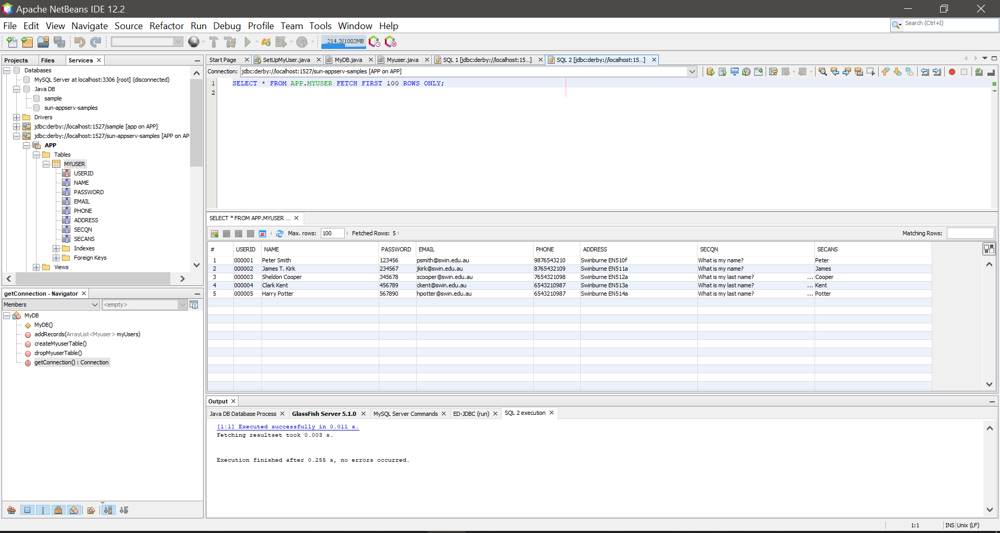 Apache NetBeans IDE 12.2
File Edit View Navigate Source Refactor Run Debug Profile Team Tools Window Help
Search (Ctrl+I)
214.3/1002MB
Projects Files Services
Databases
MySQL Server at localhost:3306 [root] (disconnected)
Java DB
sample
sun-appserv-samples
Drivers
jdbc:derby://localhost:1527/sample [app on APP]
jdbc:derby://localhost:1527/sun-appserv-samples [APP on AP
APP
Tables
MYUSER
USERID
NAME
PASSWORD
EMAIL
PHONE
ADDRESS
SECQN
SECANS
Indexes
Foreign Keys
Views
getConnection - Navigator
Members <empty>
MyDB
MyDB()
addRecords(ArrayList<Myuser> myUsers)
createMyuserTable()
dropMyuserTable()
getConnection() : Connection
Start Page SetUpMyUser.java MyDB.java Myuser.java SQL 1 [jdbc:derby://localhost:15...] SQL 2 [jdbc:derby://localhost:15...]
Connection: jdbc:derby://localhost:1527/sun-appserv-samples [APP on APP]
1 SELECT * FROM APP.MYUSER FETCH FIRST 100 ROWS ONLY;
2
SELECT * FROM APP.MYUSER ...
Max. rows: 100 Fetched Rows: 5 Matching Rows:
# USERID NAME PASSWORD EMAIL PHONE ADDRESS SECQN SECANS
1 000001 Peter Smith 123456 psmith@swin.edu.au 9876543210 Swinburne EN510f What is my name? Peter
2 000002 James T. Kirk 234567 jkirk@swin.edu.au 8765432109 Swinburne EN511a What is my name? James
3 000003 Sheldon Cooper 345678 scooper@swin.edu.au 7654321098 Swinburne EN512a What is my last name? ... Cooper
4 000004 Clark Kent 456789 ckent@swin.edu.au 6543210987 Swinburne EN513a What is my last name? ... Kent
5 000005 Harry Potter 567890 hpotter@swin.edu.au 6543210987 Swinburne EN514a What is my last name? ... Potter
Output
Java DB Database Process GlassFish Server 5.1.0 MySQL Server Commands ED-JDBC (run) SQL 2 execution
[1:1] Executed successfully in 0.011 s.
Fetching resultset took 0.003 s.
Execution finished after 0.255 s, no errors occurred.
1:1 INS Unix (LF)